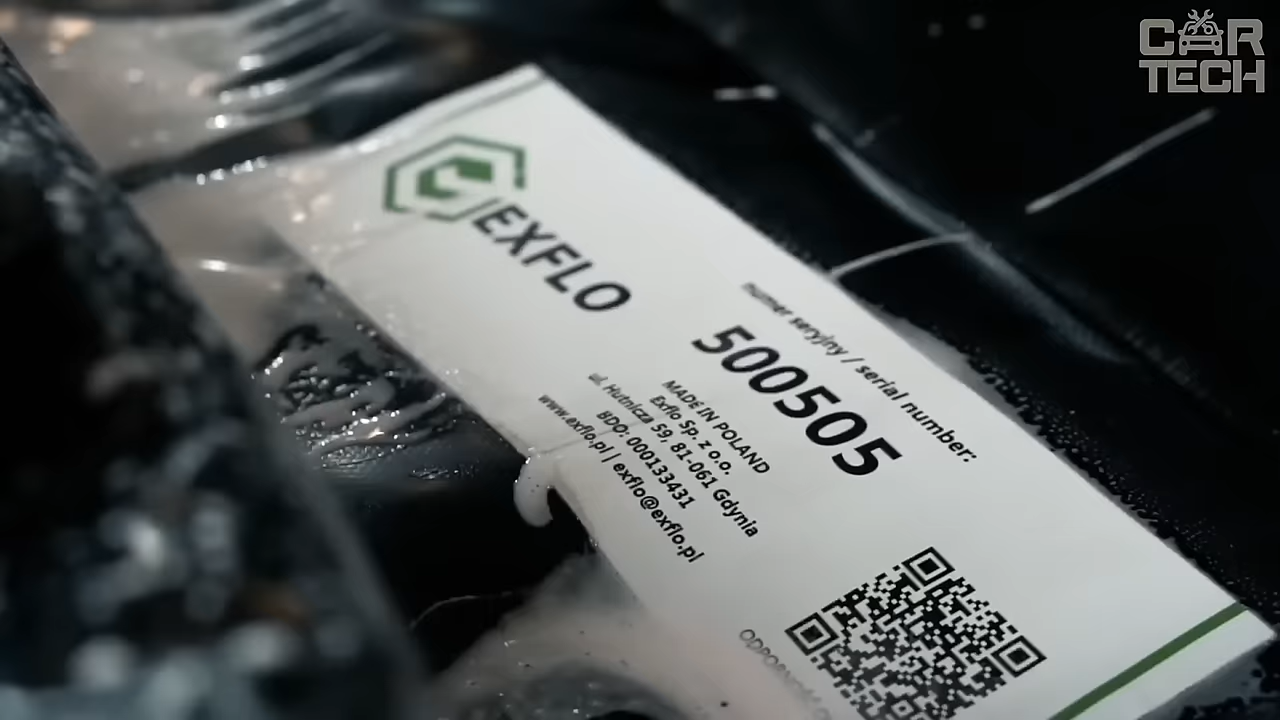 CAR
TECH
EXFLO
numer seryjny / serial number:
500505
MADE IN POLAND
Exflo Sp. z o.o.
ul. Hutnicza 59, 81-061 Gdynia
BDO: 000133431
www.exflo.pl | exflo@exflo.pl